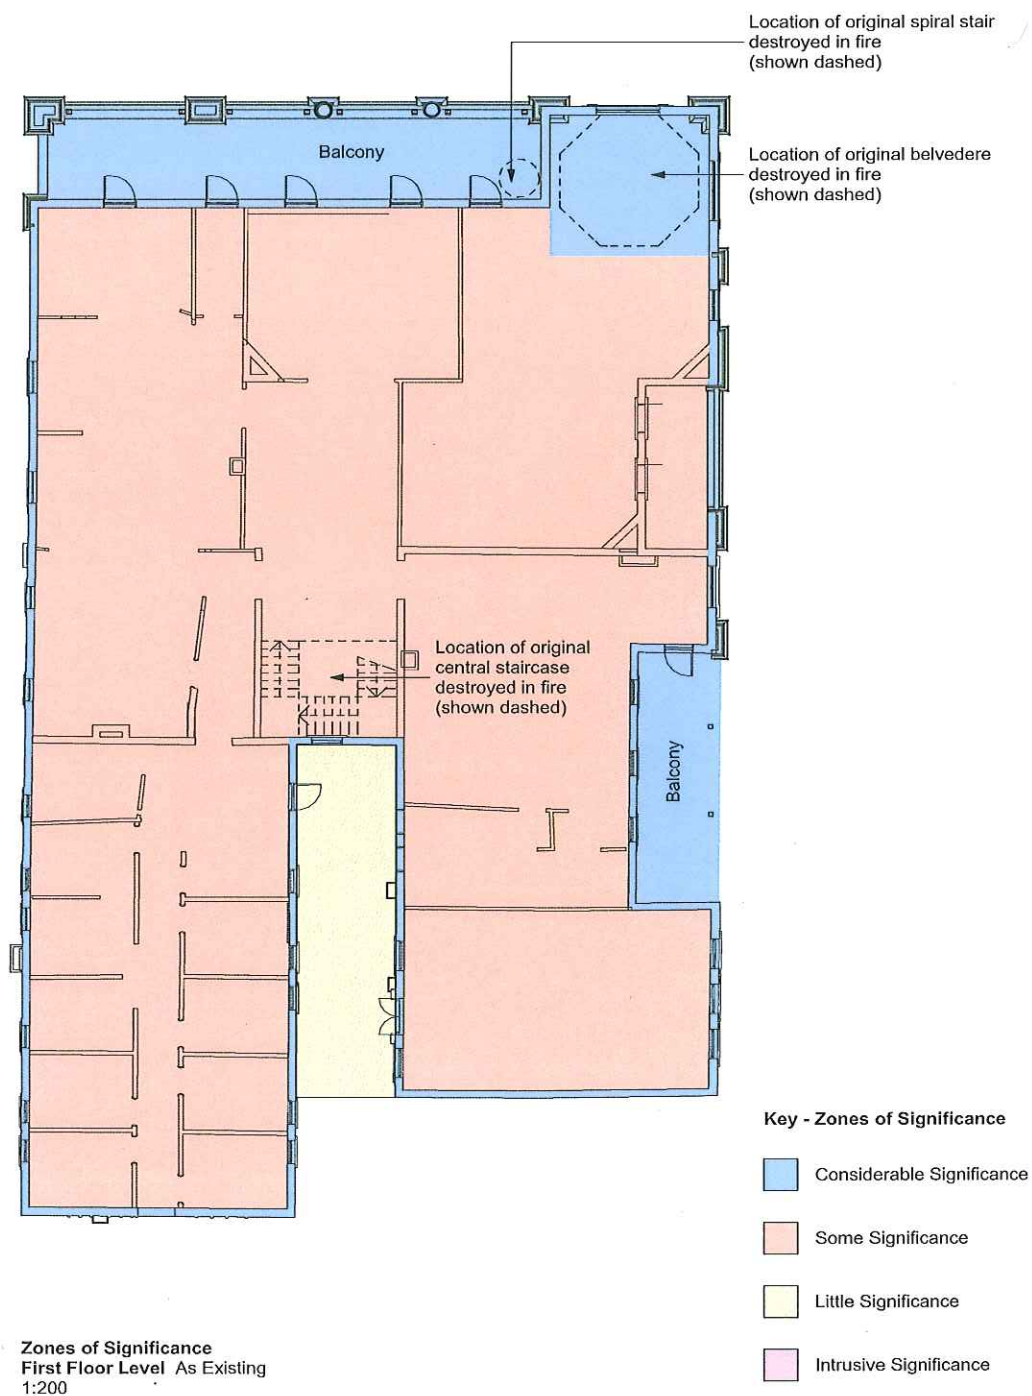 Location of original spiral stair
destroyed in fire
(shown dashed)
Balcony
Location of original belvedere
destroyed in fire
(shown dashed)
Location of original
central staircase
destroyed in fire
(shown dashed)
Balcony
Key - Zones of Significance
Considerable Significance
Some Significance
Little Significance
Intrusive Significance
Zones of Significance
First Floor Level As Existing
1:200